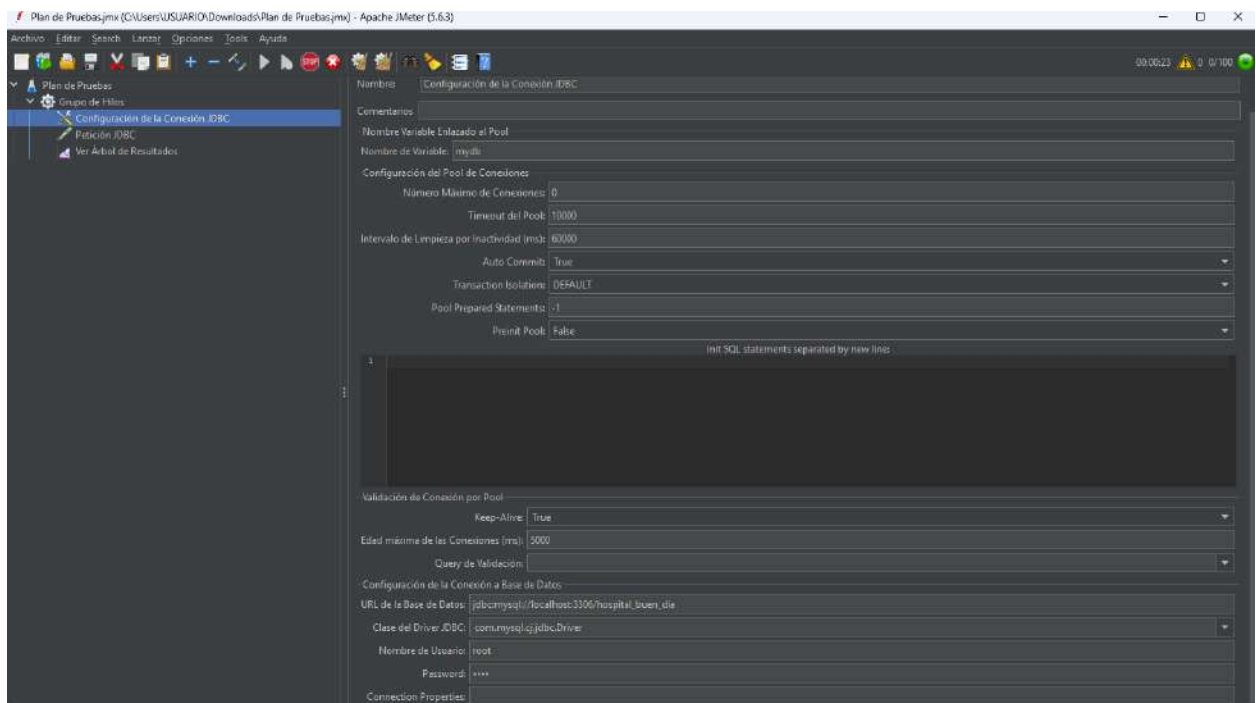 Plan de Pruebas.jmx (C:\Users\USUARIO\Downloads\Plan de Pruebas.jmx) - Apache JMeter (5.6.3)
Archivo Editar Search Lanzar Opciones Tools Ayuda
00:00:23 0 0/100
Plan de Pruebas
Grupo de Hilos
Configuración de la Conexión JDBC
Petición JDBC
Ver Árbol de Resultados
Nombre: Configuración de la Conexión JDBC
Comentarios
Nombre Variable Enlazado al Pool
Nombre de Variable: mydb
Configuración del Pool de Conexiones
Número Máximo de Conexiones: 0
Timeout del Pool: 10000
Intervalo de Limpieza por Inactividad (ms): 60000
Auto Commit: True
Transaction Isolation: DEFAULT
Pool Prepared Statements: -1
Preinit Pool: False
Init SQL statements separated by new line:
1
Validación de Conexión por Pool
Keep-Alive: True
Edad máxima de las Conexiones (ms): 5000
Query de Validación:
Configuración de la Conexión a Base de Datos
URL de la Base de Datos: jdbc:mysql://localhost:3306/hospital_buen_dia
Clase del Driver JDBC: com.mysql.cj.jdbc.Driver
Nombre de Usuario: root
Password: ••••
Connection Properties: